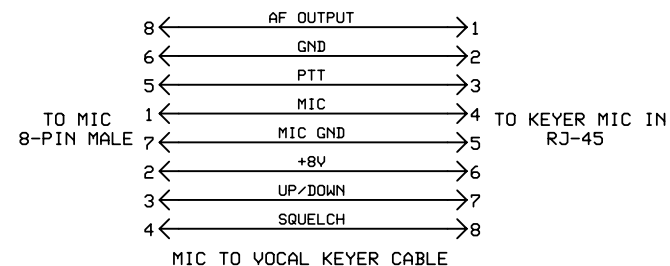 AF OUTPUT
8 1
GND
6 2
PTT
5 3
MIC
1 4
TO MIC
8-PIN MALE
TO KEYER MIC IN
RJ-45
MIC GND
7 5
+8V
2 6
UP/DOWN
3 7
SQUELCH
4 8
MIC TO VOCAL KEYER CABLE